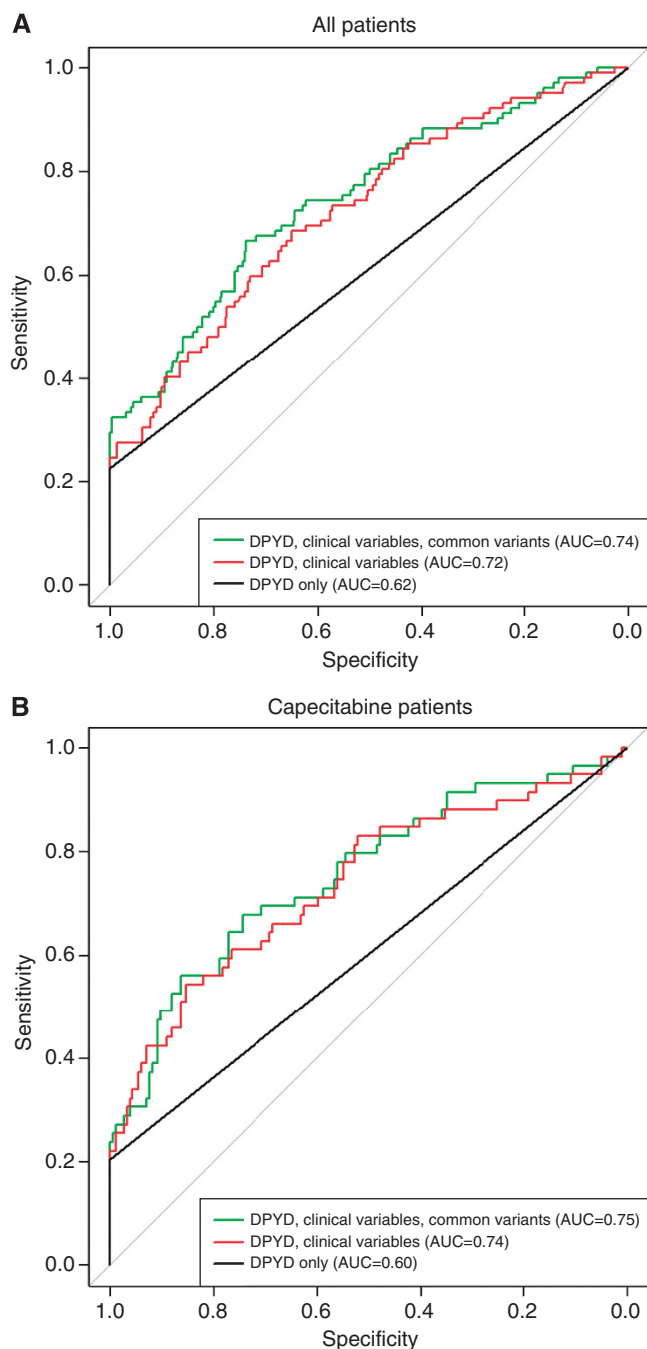 A
All patients
1.0
0.8
0.6
0.4
0.2
0.0
Sensitivity
DPYD, clinical variables, common variants (AUC=0.74)
DPYD, clinical variables (AUC=0.72)
DPYD only (AUC=0.62)
1.0 0.8 0.6 0.4 0.2 0.0
Specificity
B
Capecitabine patients
1.0
0.8
0.6
0.4
0.2
0.0
Sensitivity
DPYD, clinical variables, common variants (AUC=0.75)
DPYD, clinical variables (AUC=0.74)
DPYD only (AUC=0.60)
1.0 0.8 0.6 0.4 0.2 0.0
Specificity